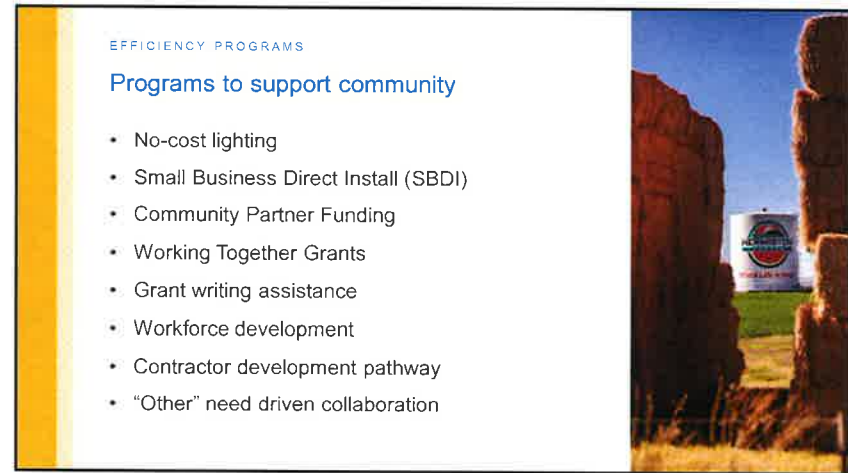 EFFICIENCY PROGRAMS
Programs to support community
• No-cost lighting
• Small Business Direct Install (SBDI)
• Community Partner Funding
• Working Together Grants
• Grant writing assistance
• Workforce development
• Contractor development pathway
• “Other” need driven collaboration
HERMISTON